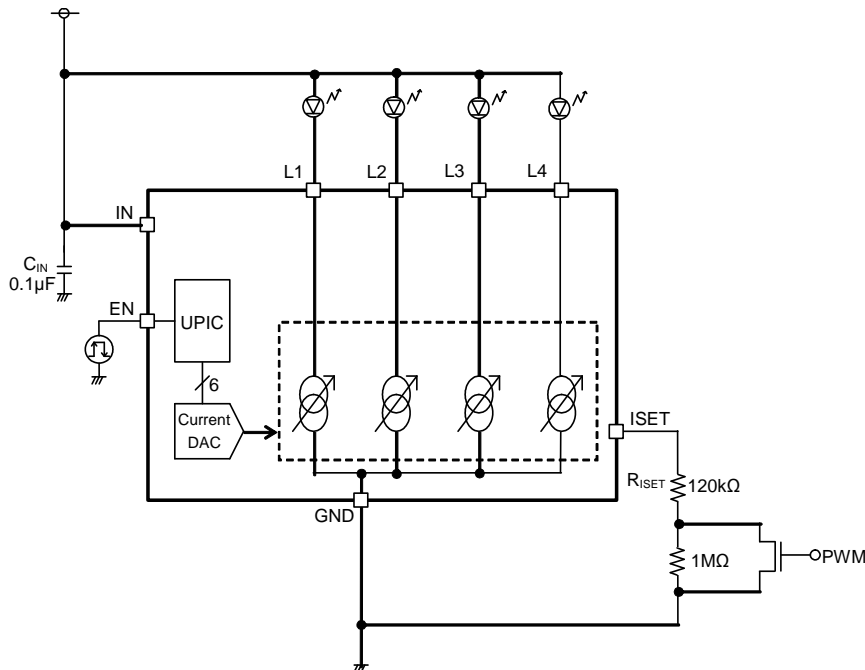 L1
L2
L3
L4
IN
CIN
0.1µF
EN
UPIC
6
Current
DAC
ISET
RISET
120kΩ
GND
1MΩ
PWM